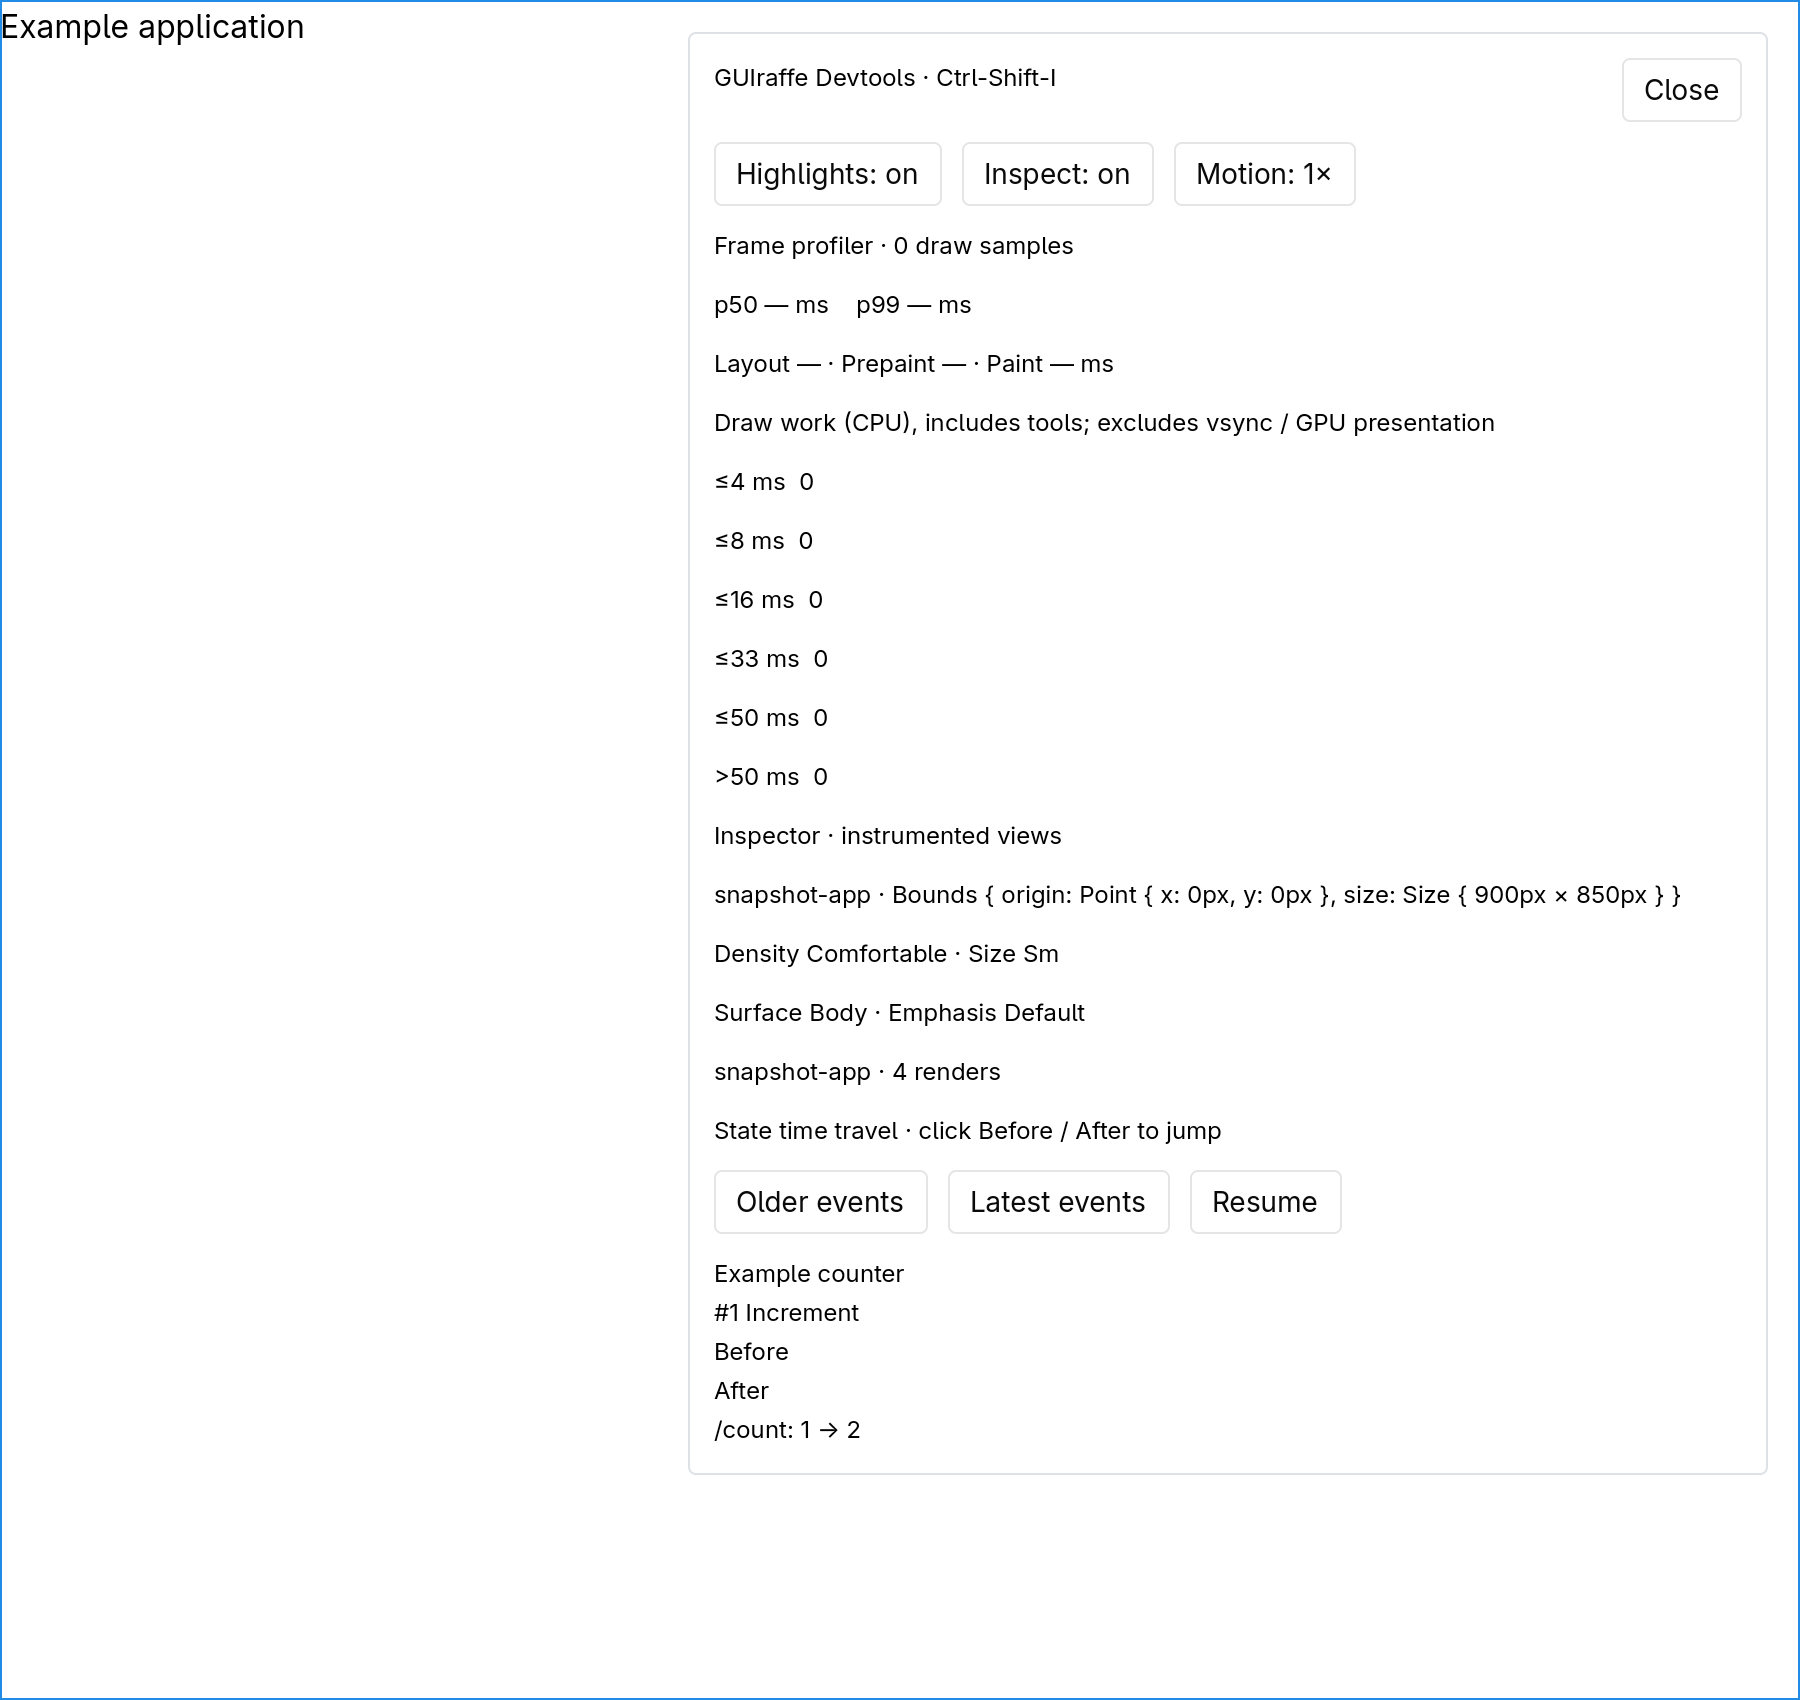 Example application
GUIraffe Devtools · Ctrl-Shift-I
Close
Highlights: on
Inspect: on
Motion: 1×
Frame profiler · 0 draw samples
p50 — ms    p99 — ms
Layout — · Prepaint — · Paint — ms
Draw work (CPU), includes tools; excludes vsync / GPU presentation
≤4 ms  0
≤8 ms  0
≤16 ms  0
≤33 ms  0
≤50 ms  0
>50 ms  0
Inspector · instrumented views
snapshot-app · Bounds { origin: Point { x: 0px, y: 0px }, size: Size { 900px × 850px } }
Density Comfortable · Size Sm
Surface Body · Emphasis Default
snapshot-app · 4 renders
State time travel · click Before / After to jump
Older events
Latest events
Resume
Example counter
#1 Increment
Before
After
/count: 1 → 2